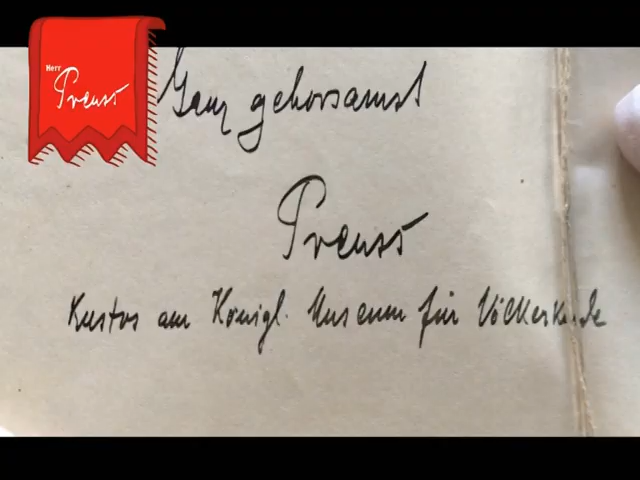 Herr
Preuss
Ganz gehorsamst
Preuss
Kustos am Königl. Museum für Völkerkunde